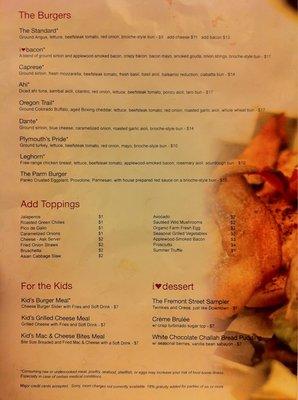 The Burgers
The Standard*
Ground Angus, lettuce, beefsteak tomato, red onion, brioche-style bun - $9 add cheese $11 add bacon $13
I♥bacon*
A blend of ground sirloin and applewood smoked bacon, crispy bacon, bacon mayo, smoked gouda, onion strings, brioche-style bun - $17
Caprese*
Ground sirloin, fresh mozzarella, beefsteak tomato, fresh basil, basil aioli, balsamic reduction, ciabatta bun - $14
Ahi*
Diced ahi tuna, sambal aioli, cilantro, red onion, lettuce, beefsteak tomato, ponzu, boro taro, aioli
Oregon Trail*
Ground Colorado Buffalo, aged Boxing cheddar, lettuce, beefsteak tomato, red onion, roasted garlic aioli, whole wheat bun - $17
Dante*
Ground sirloin, blue cheese, caramelized onion, roasted garlic aioli, brioche-style bun - $14
Plymouth's Pride*
Ground turkey, lettuce, beefsteak tomato, red onion, mayo, brioche-style bun - $10
Leghorn*
Free-range chicken breast, lettuce, beefsteak tomato, applewood-smoked bacon, rosemary aioli, sourdough bun - $12
The Parm Burger
Panko Crusted Eggplant, Provolone, Parmesan, with house prepared red sauce on a brioche-style bun
Add Toppings
Jalapenos $1
Roasted Green Chilies $1
Pico de Gallo $1
Caramelized Onions $1
Cheese - Ask Server $2
Fried Onion Straws $2
Bruschetta $2
Asian Cabbage Slaw $2
Avocado
Sautéed Wild Mushrooms
Organic Farm Fresh Egg
Seasonal Grilled Vegetables
Applewood-Smoked Bacon
Prosciutto
Summer Truffle
For the Kids
Kid's Burger Meal*
Cheese Burger Slider with Fries and Soft Drink - $7
Kid's Grilled Cheese Meal
Grilled Cheese with Fries and Soft Drink - $7
Kid's Mac & Cheese Bites Meal
Bite Size Breaded and Fried Mac & Cheese with a Soft Drink - $7
i♥dessert
The Fremont Street Sampler
Twinkies and Oreos, just like Downtown
Crème Brulée
w/ crisp turbinado sugar top - $7
White Chocolate Challah Bread Pudding
w/ seasonal berries, vanilla bean sabayon - $7
*Consuming raw or undercooked meat, poultry, seafood, shellfish, or eggs may increase your risk of food-borne illness.
Especially in case of certain medical conditions.
Major credit cards accepted. Sorry, room charges not currently available. 18% gratuity added for parties of six or more